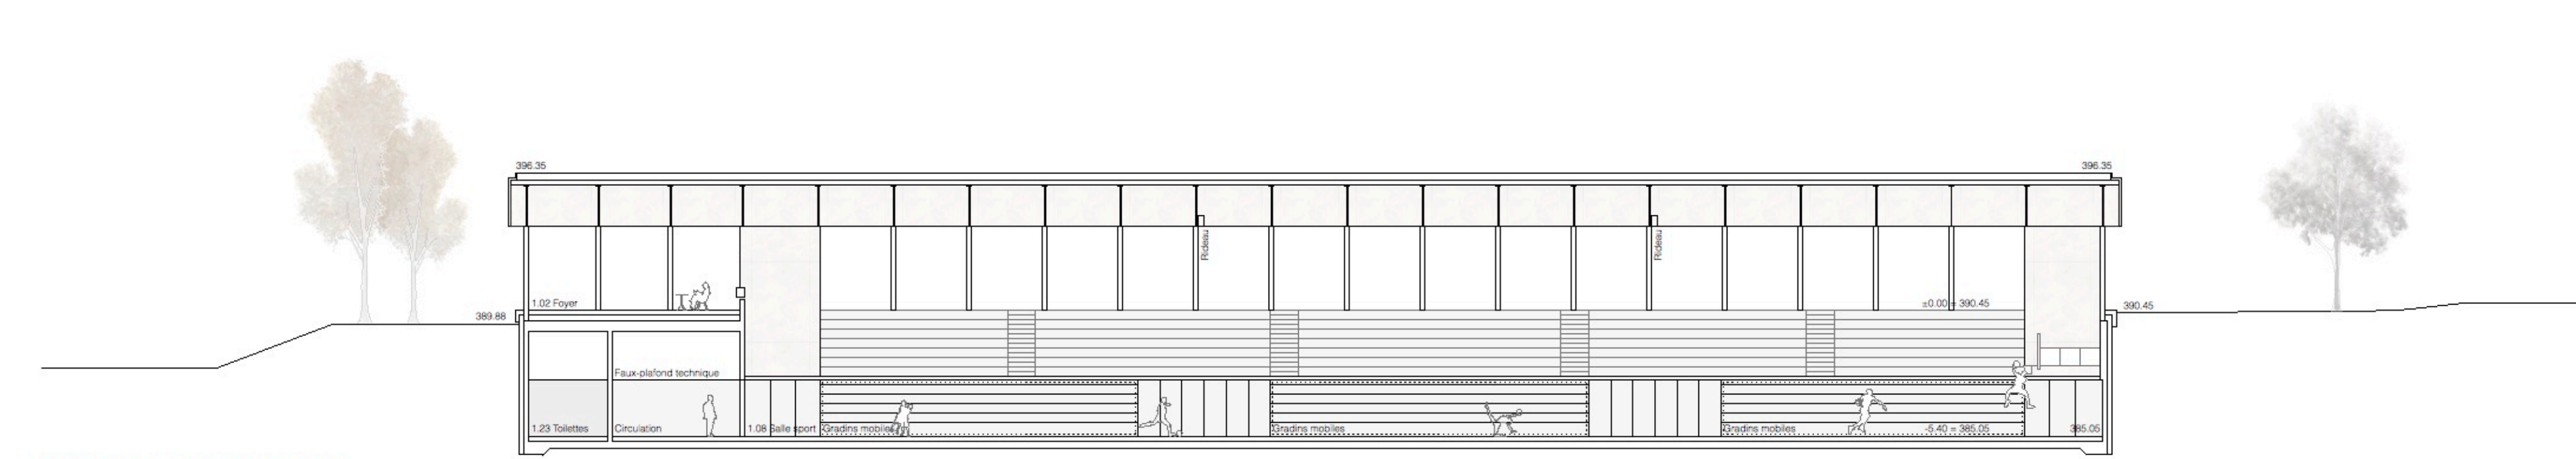 396.35
396.35
Rideau
Rideau
1.02 Foyer
±0.00 = 390.45
390.45
389.88
Faux-plafond technique
1.23 Toilettes
Circulation
1.08 Salle sport
Gradins mobiles
Gradins mobiles
Gradins mobiles
-5.40 = 385.05
385.05